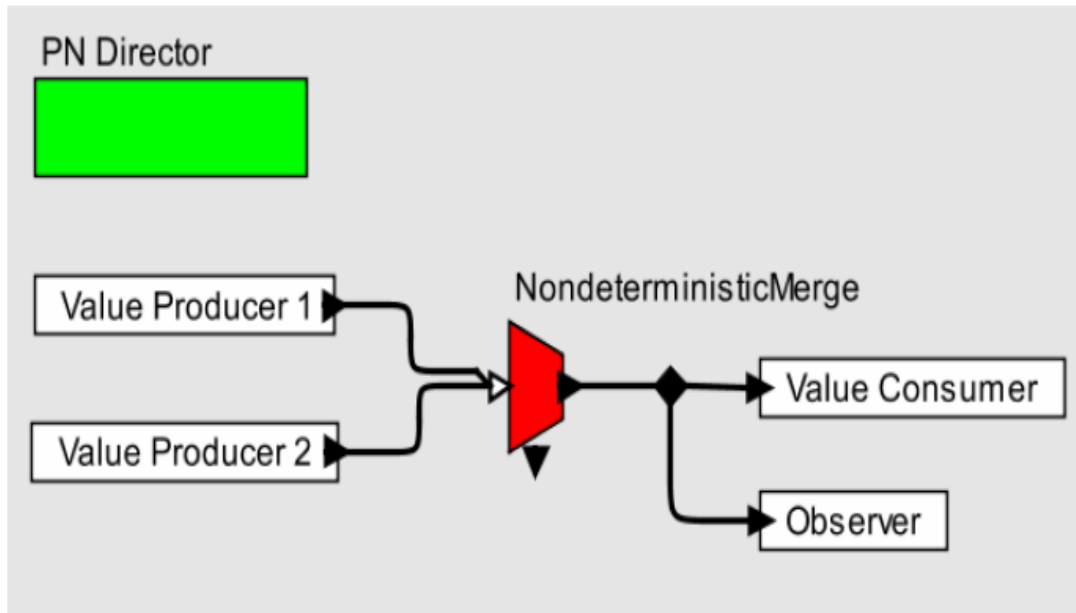 PN Director
Value Producer 1
NondeterministicMerge
Value Consumer
Value Producer 2
Observer